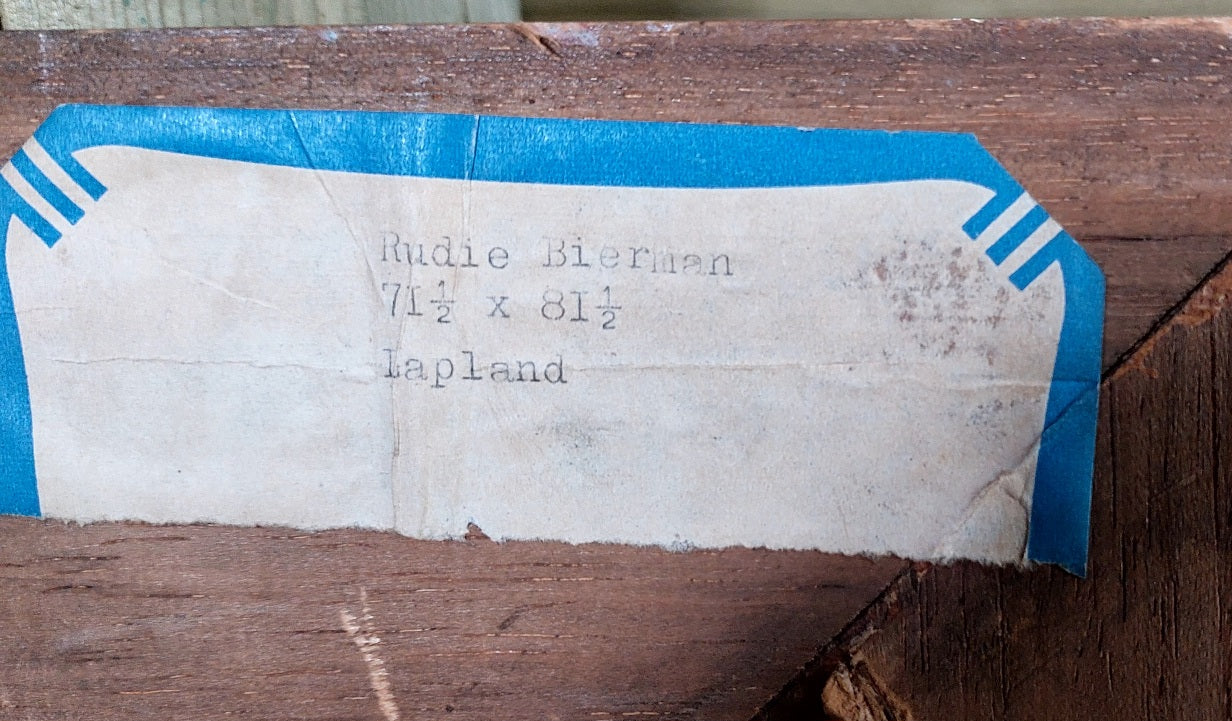 Rudie Bierman
71½ x 81½
lapland